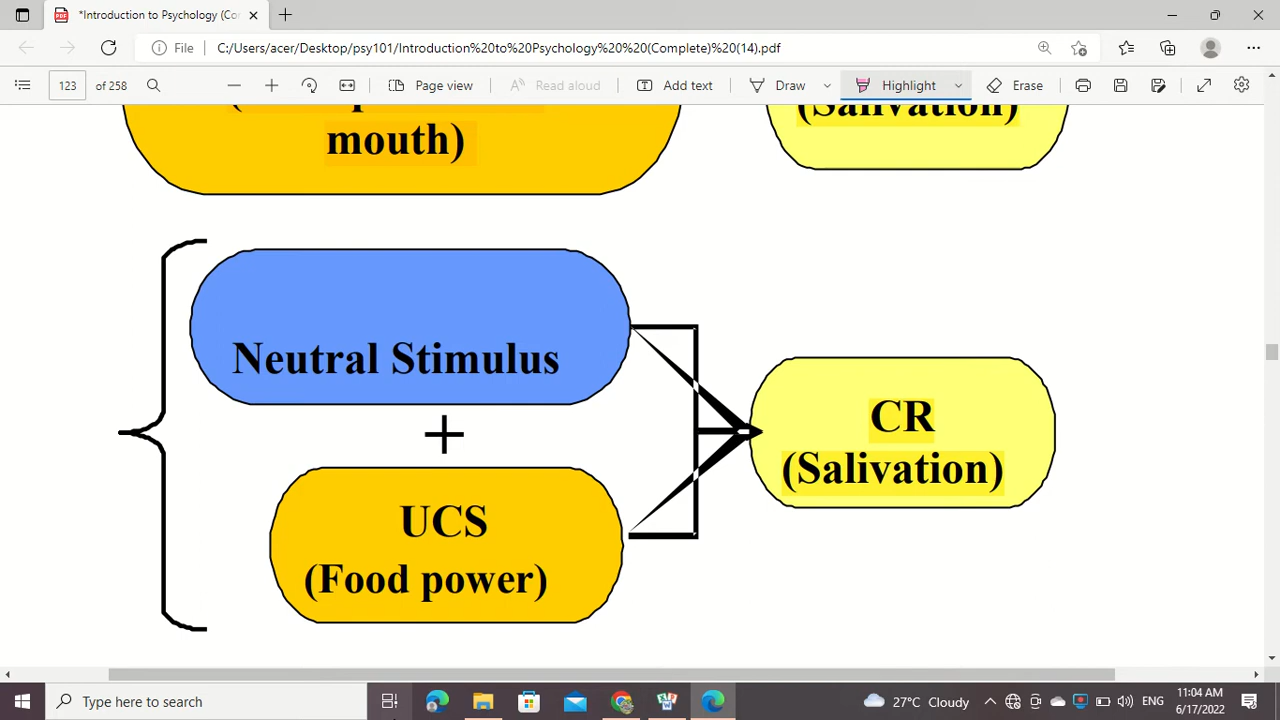 *Introduction to Psychology (Co
File C:/Users/acer/Desktop/psy101/Introduction%20to%20Psychology%20%20(Complete)%20(14).pdf
123 of 258 Page view Read aloud Add text Draw Highlight Erase
(Salivation)
mouth)
Neutral Stimulus
+
CR
(Salivation)
UCS
(Food power)
Type here to search 27°C Cloudy ENG 11:04 AM
6/17/2022